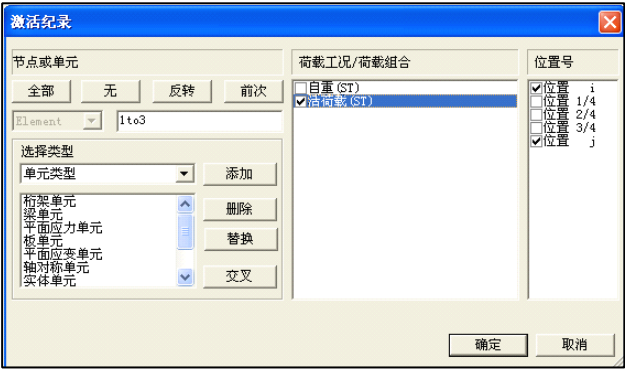 激活纪录
节点或单元
全部 无 反转 前次
Element 1to3
选择类型
单元类型 添加
桁架单元
梁单元
平面应力单元
板单元
平面应变单元
轴对称单元
实体单元
删除
替换
交叉
荷载工况/荷载组合
自重(ST)
活荷载(ST)
位置号
位置 i
位置 1/4
位置 2/4
位置 3/4
位置 j
确定 取消